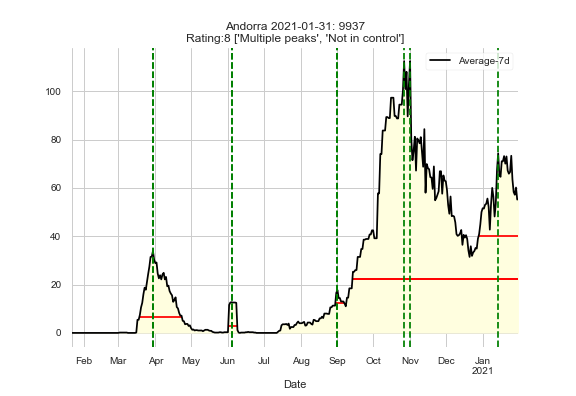 Andorra 2021-01-31: 9937
Rating:8 ['Multiple peaks', 'Not in control']
Average-7d
100
80
60
40
20
0
Feb Mar Apr May Jun Jul Aug Sep Oct Nov Dec Jan
2021
Date